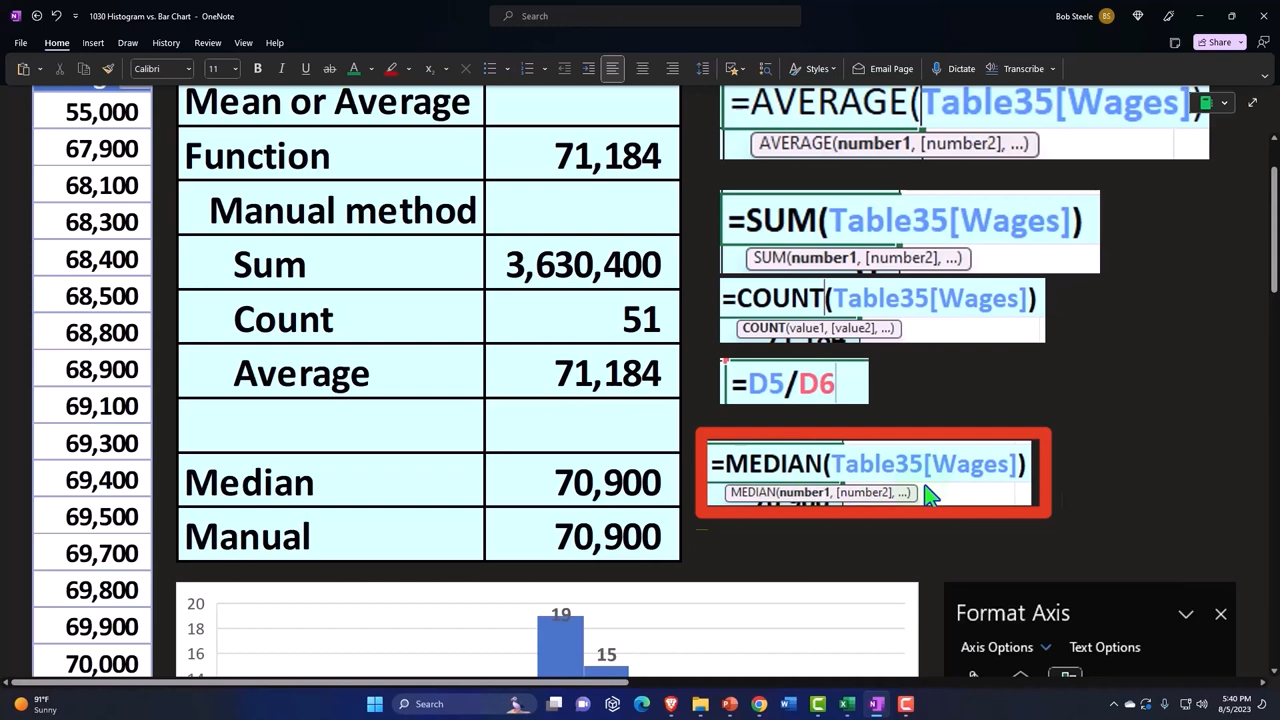 1030 Histogram vs. Bar Chart - OneNote
Search
Bob Steele
BS
File
Home
Insert
Draw
History
Review
View
Help
Share
Calibri
11
B
I
U
ab
A
Styles
Email Page
Dictate
Transcribe
55,000
67,900
68,100
68,300
68,400
68,500
68,800
68,900
69,100
69,300
69,400
69,500
69,700
69,800
69,900
70,000
Mean or Average
Function 71,184
Manual method
Sum 3,630,400
Count 51
Average 71,184
Median 70,900
Manual 70,900
=AVERAGE(Table35[Wages])
AVERAGE(number1, [number2], ...)
=SUM(Table35[Wages])
SUM(number1, [number2], ...)
=COUNT(Table35[Wages])
COUNT(value1, [value2], ...)
=D5/D6
=MEDIAN(Table35[Wages])
MEDIAN(number1, [number2], ...)
20
18
16
19
15
Format Axis
Axis Options
Text Options
91°F
Sunny
Search
5:40 PM
8/5/2023